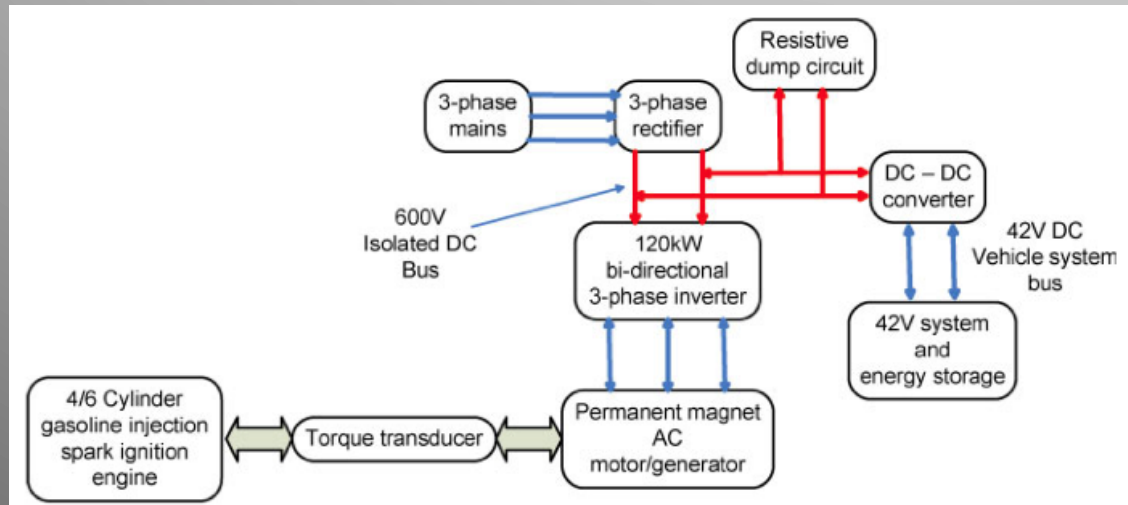 Resistive
dump circuit
3-phase
mains
3-phase
rectifier
DC – DC
converter
600V
Isolated DC
Bus
120kW
bi-directional
3-phase inverter
42V DC
Vehicle system
bus
42V system
and
energy storage
4/6 Cylinder
gasoline injection
spark ignition
engine
Torque transducer
Permanent magnet
AC
motor/generator